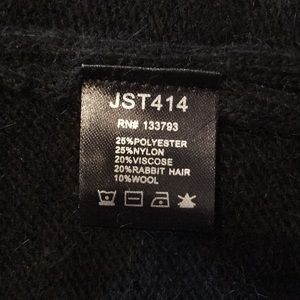 JST414
RN# 133793
25%POLYESTER
25%NYLON
20%VISCOSE
20%RABBIT HAIR
10%WOOL